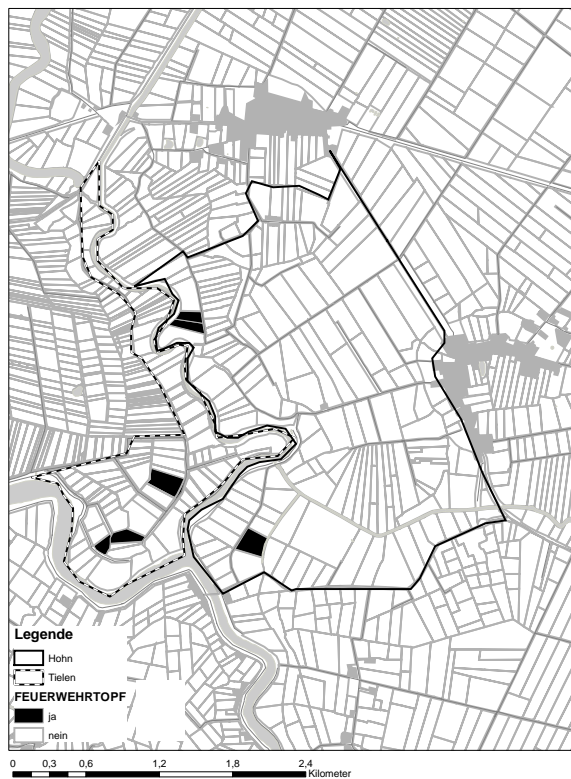 Legende
Hohn
Tielen
FEUERWEHRTOPF
ja
nein
0 0,3 0,6 1,2 1,8 2,4
Kilometer